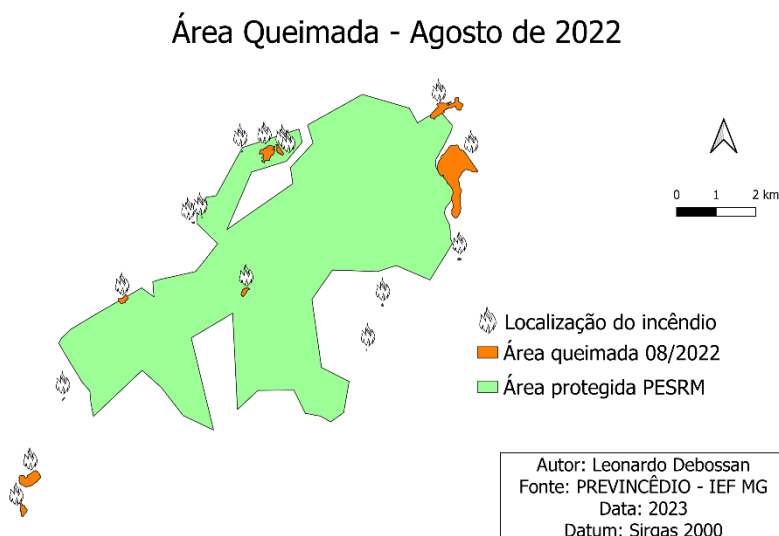 Área Queimada - Agosto de 2022
0 1 2 km
Localização do incêndio
Área queimada 08/2022
Área protegida PESRM
Autor: Leonardo Debossan
Fonte: PREVINCÊDIO - IEF MG
Data: 2023
Datum: Sirgas 2000